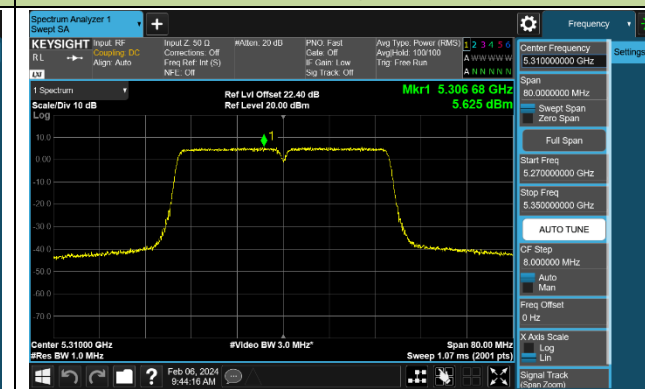 Spectrum Analyzer 1
Swept SA
Frequency
KEYSIGHT
Input: RF
Input Z: 50 Ω
#Atten: 20 dB
PNO: Fast
Avg Type: Power (RMS)
1 2 3 4 5 6
RL
Coupling: DC
Corrections: Off
Gate: Off
Avg|Hold: 100/100
A W W W W W
Align: Auto
Freq Ref: Int (S)
IF Gain: Low
Trig: Free Run
NFE: Off
Sig Track: Off
A N N N N N
LXI
1 Spectrum
Scale/Div 10 dB
Ref Lvl Offset 22.40 dB
Ref Level 20.00 dBm
Mkr1 5.306 68 GHz
5.625 dBm
Log
1
10.0
0.00
-10.0
-20.0
-30.0
-40.0
-50.0
-60.0
-70.0
Center 5.31000 GHz
#Video BW 3.0 MHz*
Span 80.00 MHz
#Res BW 1.0 MHz
Sweep 1.07 ms (2001 pts)
Center Frequency
5.310000000 GHz
Settings
Span
80.0000000 MHz
Swept Span
Zero Span
Full Span
Start Freq
5.270000000 GHz
Stop Freq
5.350000000 GHz
AUTO TUNE
CF Step
8.000000 MHz
Auto
Man
Freq Offset
0 Hz
X Axis Scale
Log
Lin
Signal Track
(Span Zoom)
Feb 06, 2024
9:44:16 AM